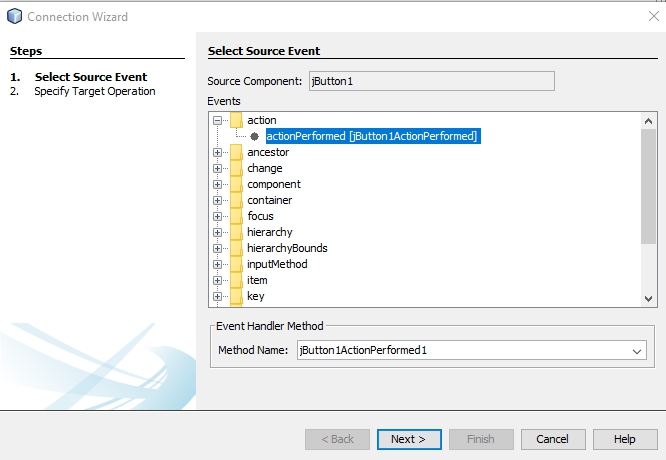 Connection Wizard
Steps
1. Select Source Event
2. Specify Target Operation
Select Source Event
Source Component: jButton1
Events
action
actionPerformed [jButton1ActionPerformed]
ancestor
change
component
container
focus
hierarchy
hierarchyBounds
inputMethod
item
key
Event Handler Method
Method Name: jButton1ActionPerformed1
< Back Next > Finish Cancel Help